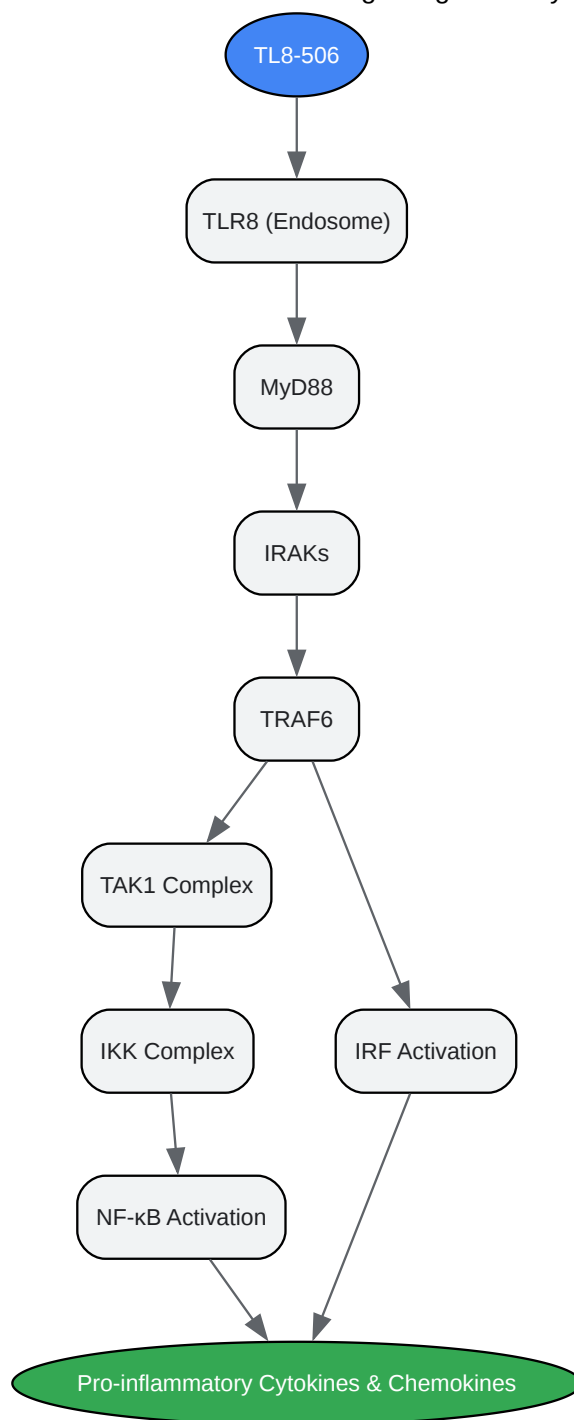 TL8-506
TLR8 (Endosome)
MyD88
IRAKs
TRAF6
TAK1 Complex
IKK Complex
IRF Activation
NF-κB Activation
Pro-inflammatory Cytokines & Chemokines